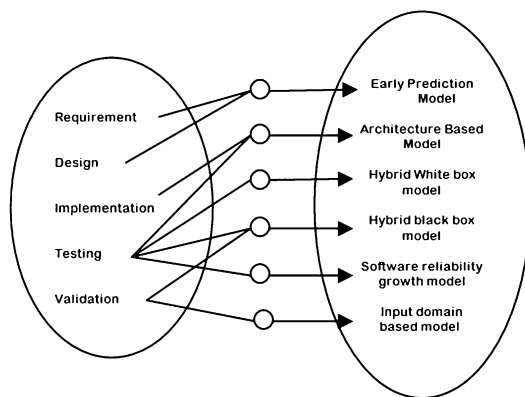 Requirement
Design
Implementation
Testing
Validation
Early Prediction
Model
Architecture Based
Model
Hybrid White box
model
Hybrid black box
model
Software reliability
growth model
Input domain
based model